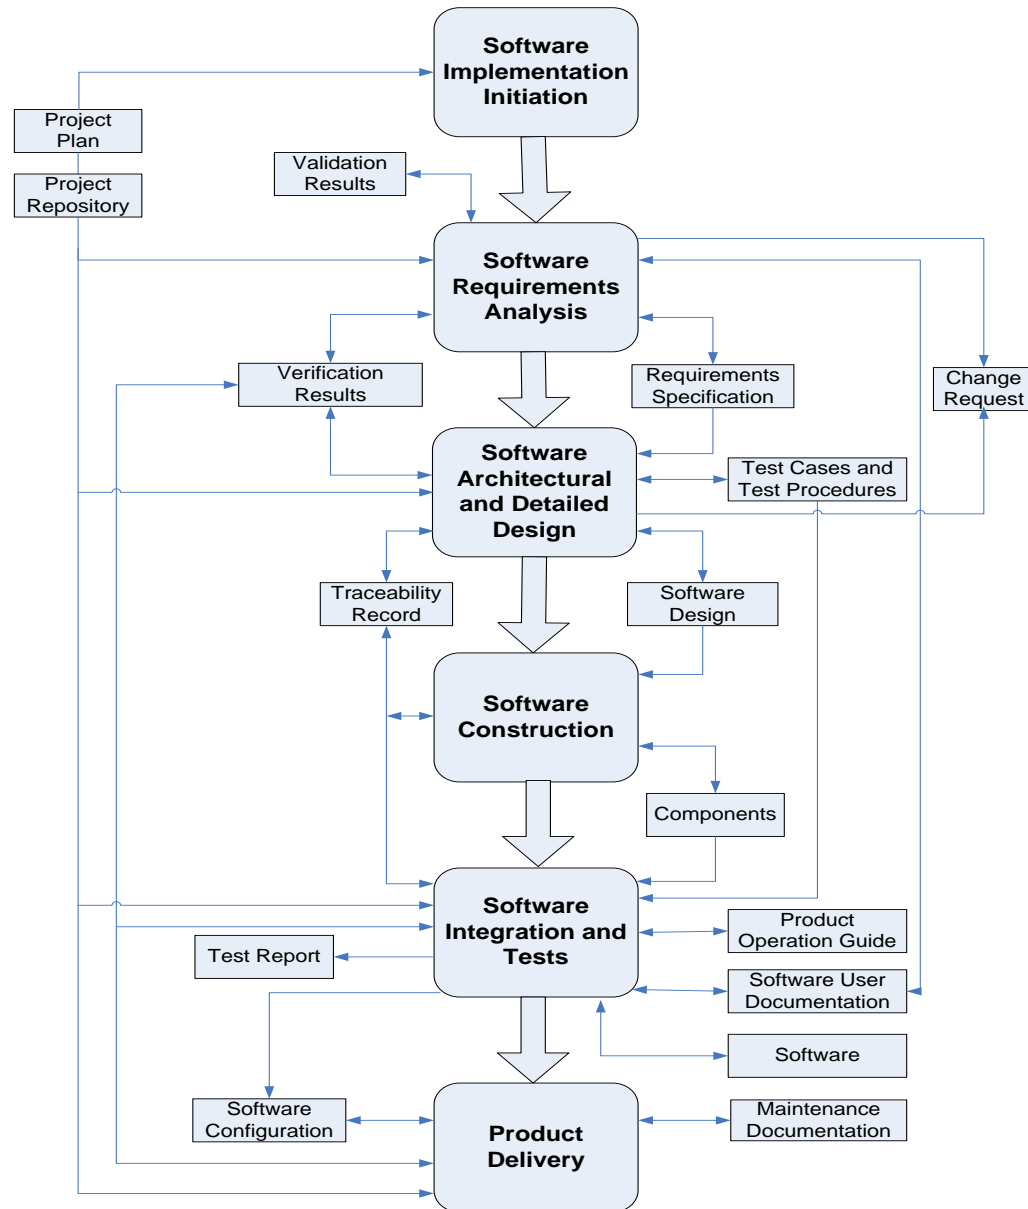 Software
Implementation
Initiation
Project
Plan
Validation
Results
Project
Repository
Software
Requirements
Analysis
Verification
Results
Requirements
Specification
Change
Request
Software
Architectural
and Detailed
Design
Test Cases and
Test Procedures
Traceability
Record
Software
Design
Software
Construction
Components
Software
Integration and
Tests
Product
Operation Guide
Test Report
Software User
Documentation
Software
Software
Configuration
Product
Delivery
Maintenance
Documentation